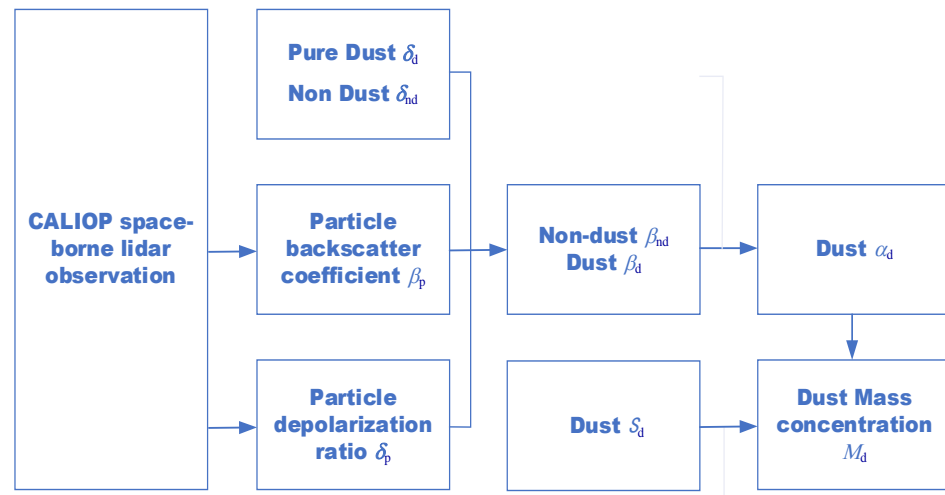 Pure Dust δd
Non Dust δnd
CALIOP space-
borne lidar
observation
Particle
backscatter
coefficient βp
Non-dust βnd
Dust βd
Dust αd
Particle
depolarization
ratio δp
Dust Sd
Dust Mass
concentration
Md